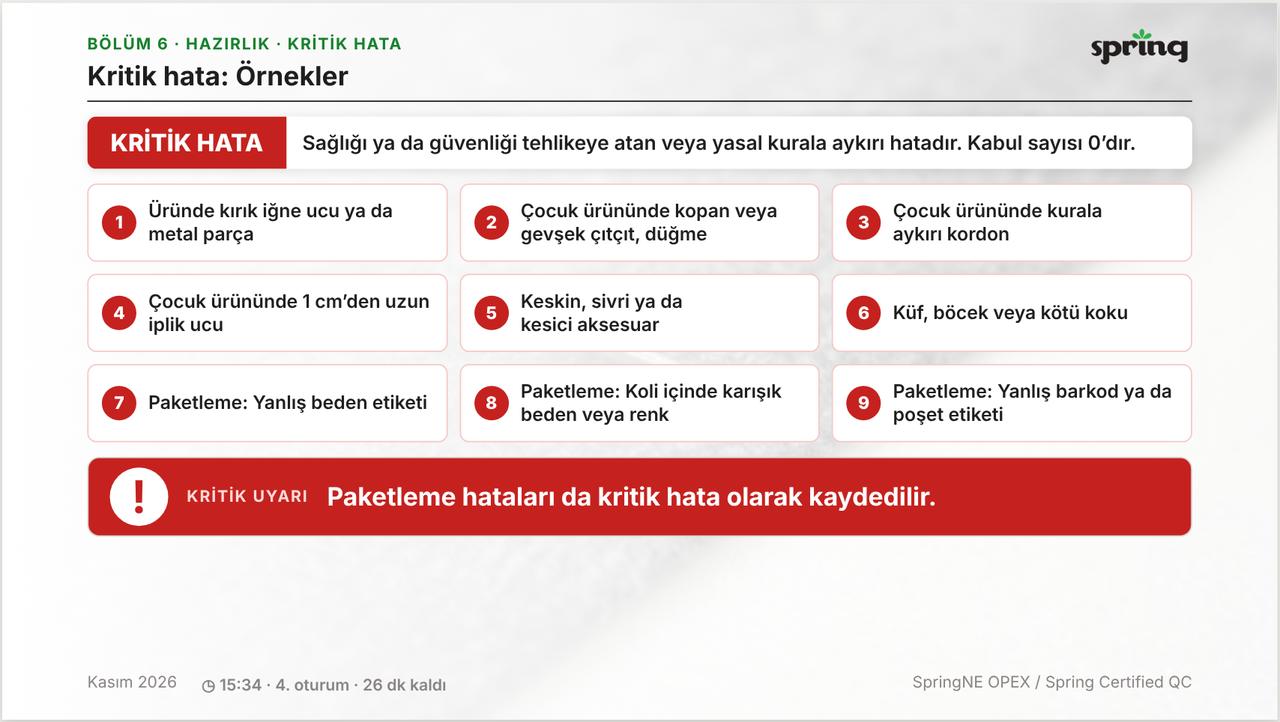 BÖLÜM 6 · HAZIRLIK · KRİTİK HATA
spring
Kritik hata: Örnekler
KRİTİK HATA
Sağlığı ya da güvenliği tehlikeye atan veya yasal kurala aykırı hatadır. Kabul sayısı 0’dır.
1
Üründe kırık iğne ucu ya da
metal parça
2
Çocuk ürününde kopan veya
gevşek çıtçıt, düğme
3
Çocuk ürününde kurala
aykırı kordon
4
Çocuk ürününde 1 cm’den uzun
iplik ucu
5
Keskin, sivri ya da
kesici aksesuar
6
Küf, böcek veya kötü koku
7
Paketleme: Yanlış beden etiketi
8
Paketleme: Koli içinde karışık
beden veya renk
9
Paketleme: Yanlış barkod ya da
poşet etiketi
!
KRİTİK UYARI
Paketleme hataları da kritik hata olarak kaydedilir.
Kasım 2026
15:34 · 4. oturum · 26 dk kaldı
SpringNE OPEX / Spring Certified QC